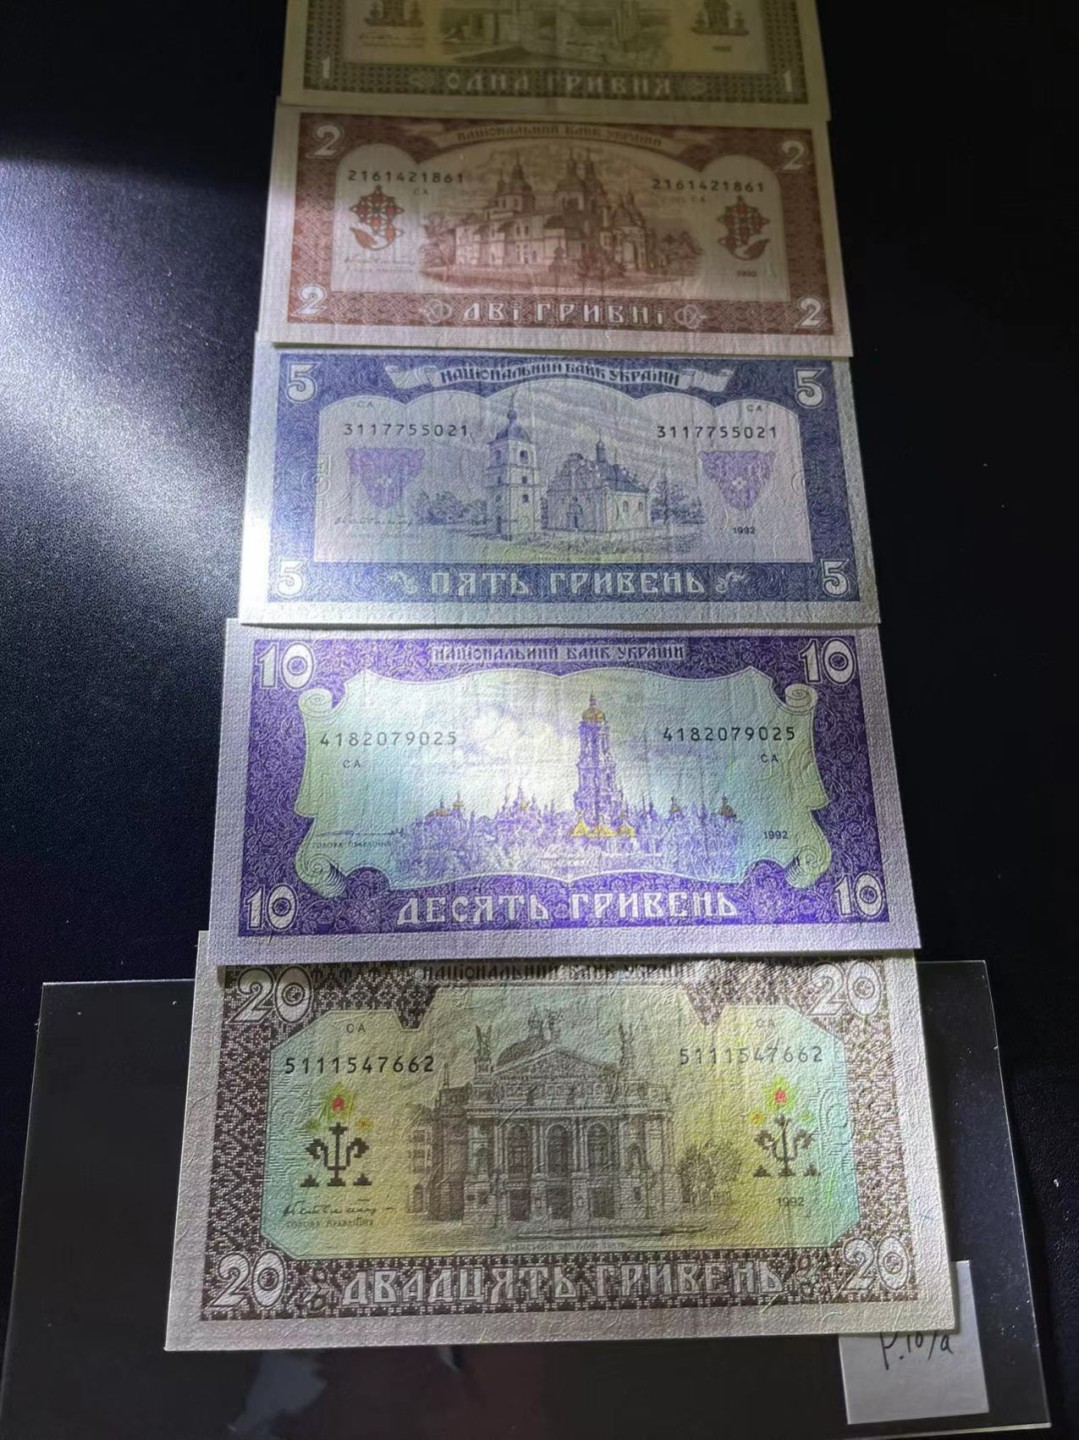 1 ОДНА ГРИВНЯ 1
2 НАЦІОНАЛЬНИЙ БАНК УКРАЇНИ 2
2161421861 2161421861
СА СА
1992
2 ДВІ ГРИВНІ 2
5 НАЦІОНАЛЬНИЙ БАНК УКРАЇНИ 5
СА СА
3117755021 3117755021
1992
5 ПЯТЬ ГРИВЕНЬ 5
10 НАЦІОНАЛЬНИЙ БАНК УКРАЇНИ 10
4182079025 4182079025
СА СА
1992
10 ДЕСЯТЬ ГРИВЕНЬ 10
20 НАЦІОНАЛЬНИЙ БАНК УКРАЇНИ 20
СА СА
5111547662 5111547662
1992
ГОЛОВА ПРАВЛІННЯ
20 ДВАДЦЯТЬ ГРИВЕНЬ 20